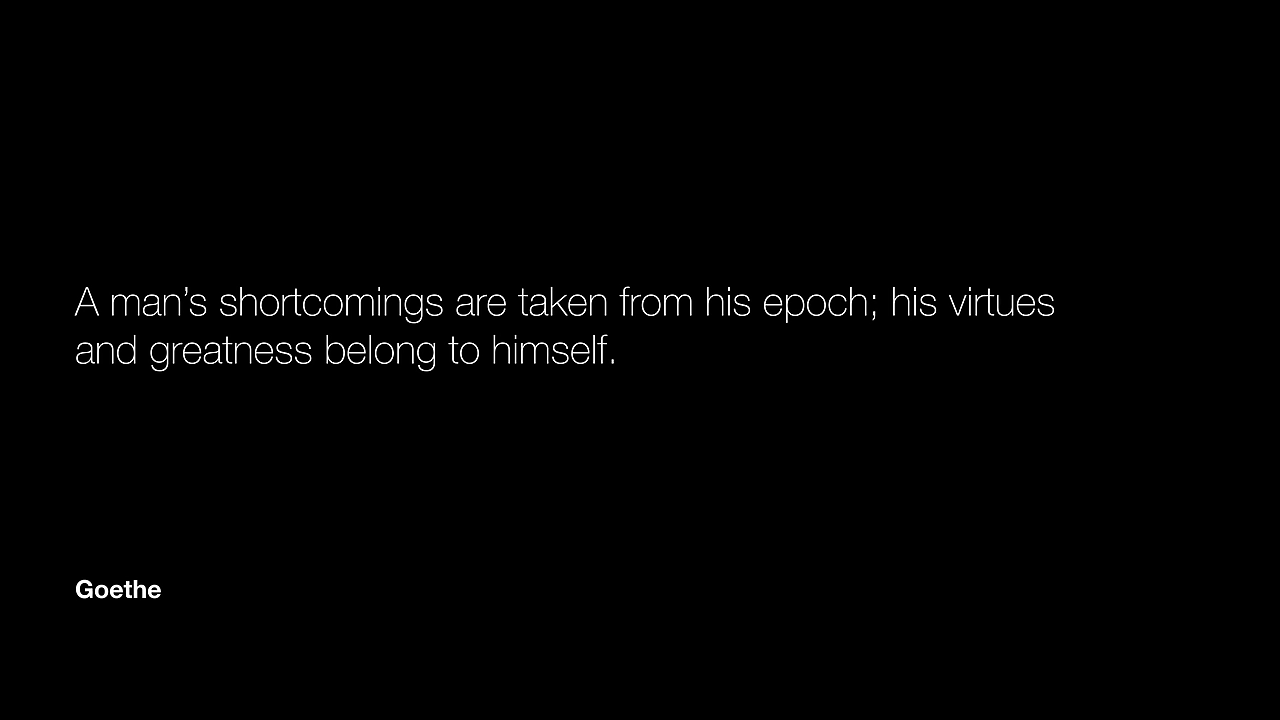 A man’s shortcomings are taken from his epoch; his virtues
and greatness belong to himself.
Goethe